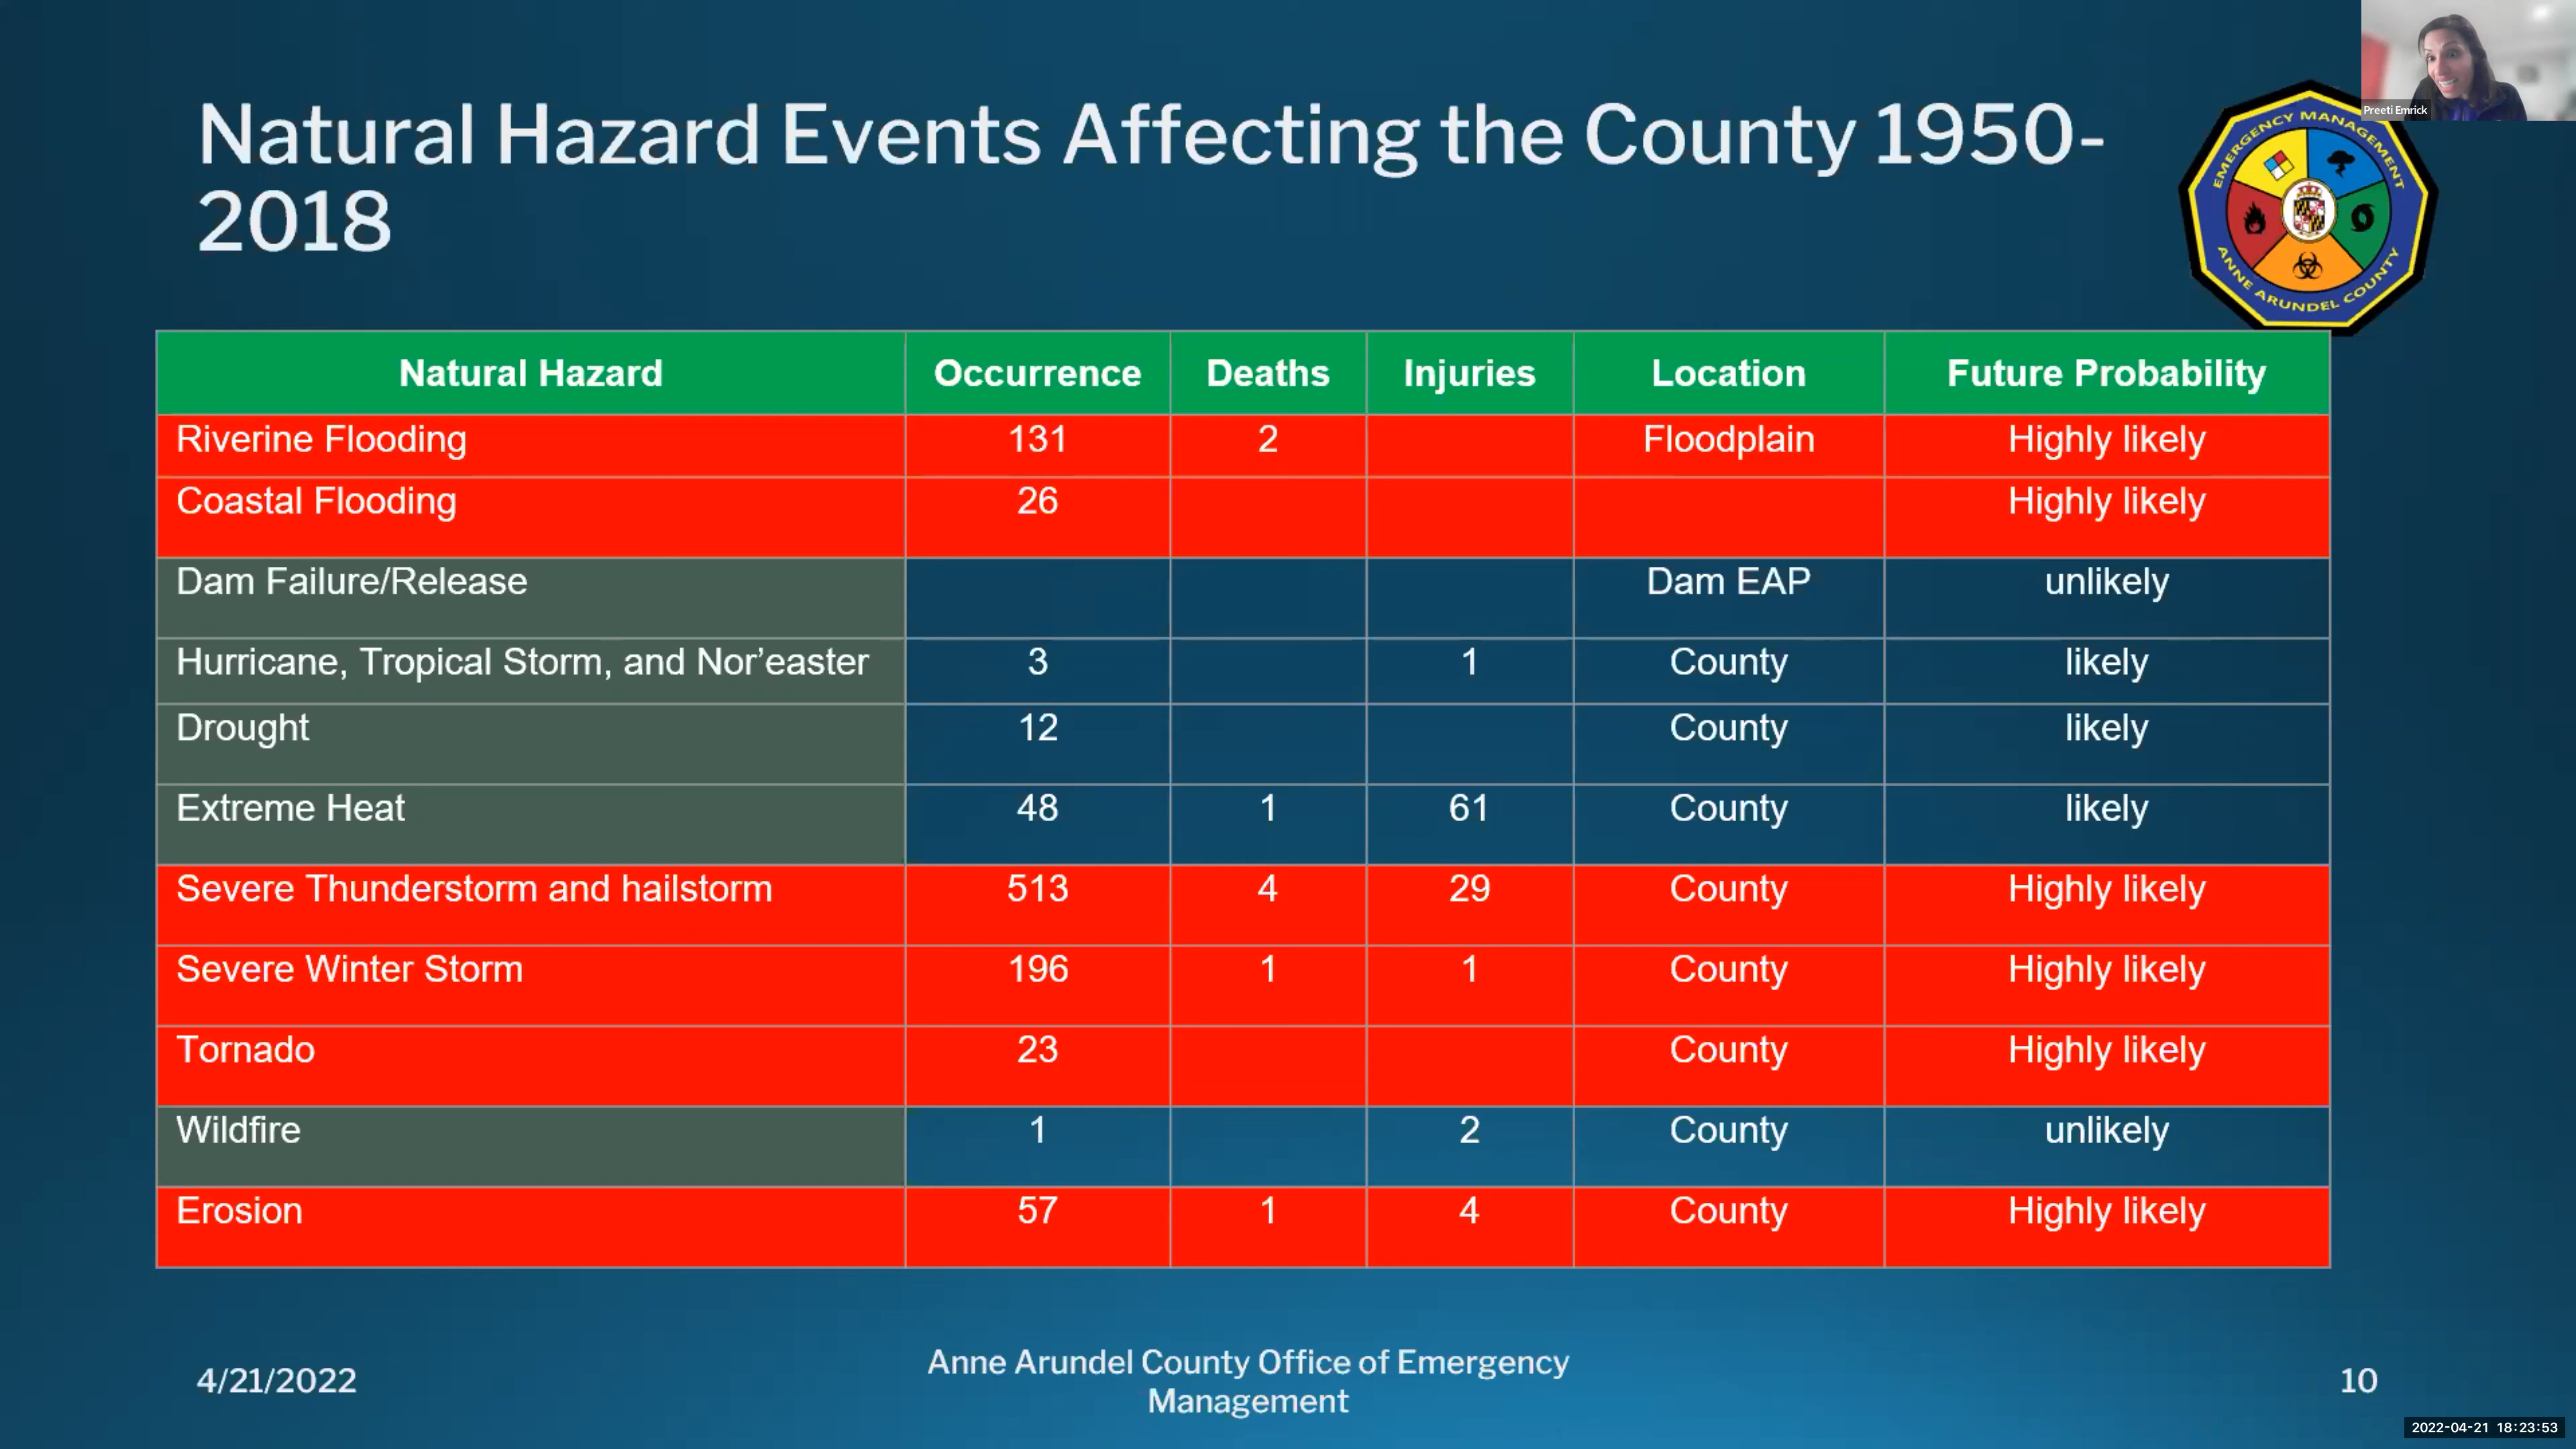 Preeti Emrick
Natural Hazard Events Affecting the County 1950-
2018
EMERGENCY MANAGEMENT
ANNE ARUNDEL COUNTY
Natural Hazard Occurrence Deaths Injuries Location Future Probability
Riverine Flooding 131 2 Floodplain Highly likely
Coastal Flooding 26 Highly likely
Dam Failure/Release Dam EAP unlikely
Hurricane, Tropical Storm, and Nor’easter 3 1 County likely
Drought 12 County likely
Extreme Heat 48 1 61 County likely
Severe Thunderstorm and hailstorm 513 4 29 County Highly likely
Severe Winter Storm 196 1 1 County Highly likely
Tornado 23 County Highly likely
Wildfire 1 2 County unlikely
Erosion 57 1 4 County Highly likely
4/21/2022
Anne Arundel County Office of Emergency
Management
10
2022-04-21 18:23:53